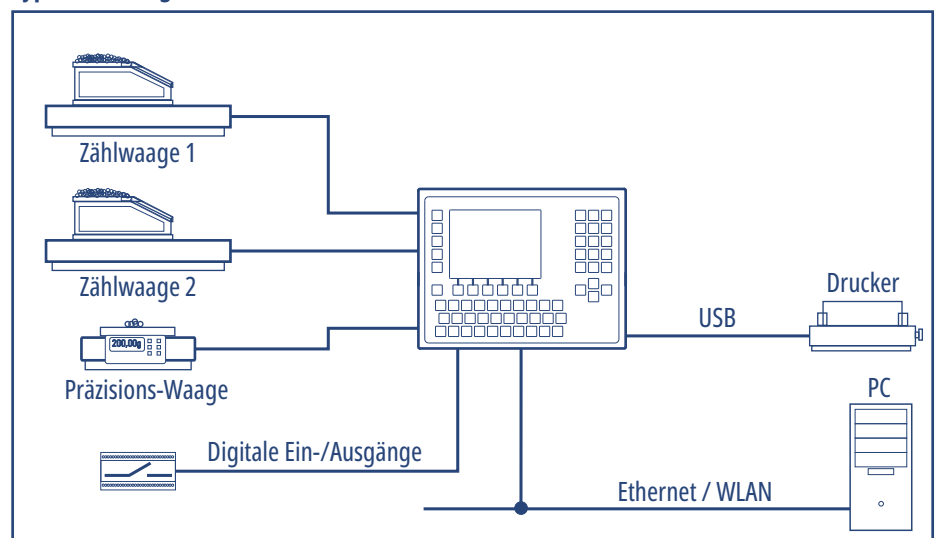 Zählwaage 1
Zählwaage 2
200,00g
Präzisions-Waage
Digitale Ein-/Ausgänge
USB
Drucker
PC
Ethernet / WLAN